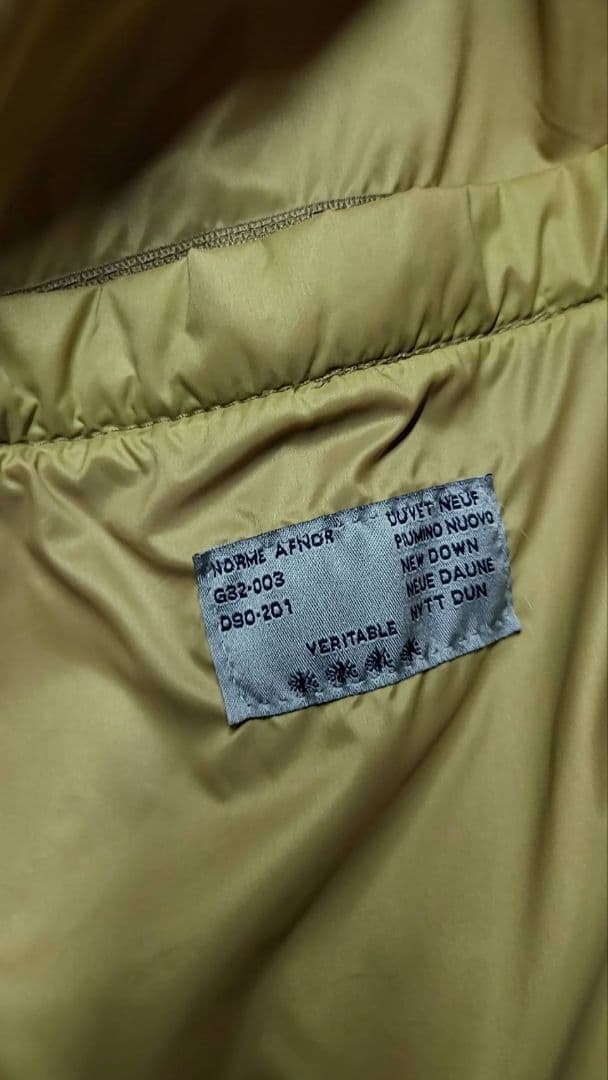 NORME AFNOR
G32-003
D90-201
DUVET NEUF
PIUMINO NUOVO
NEW DOWN
NEUE DAUNE
NYTT DUN
VERITABLE